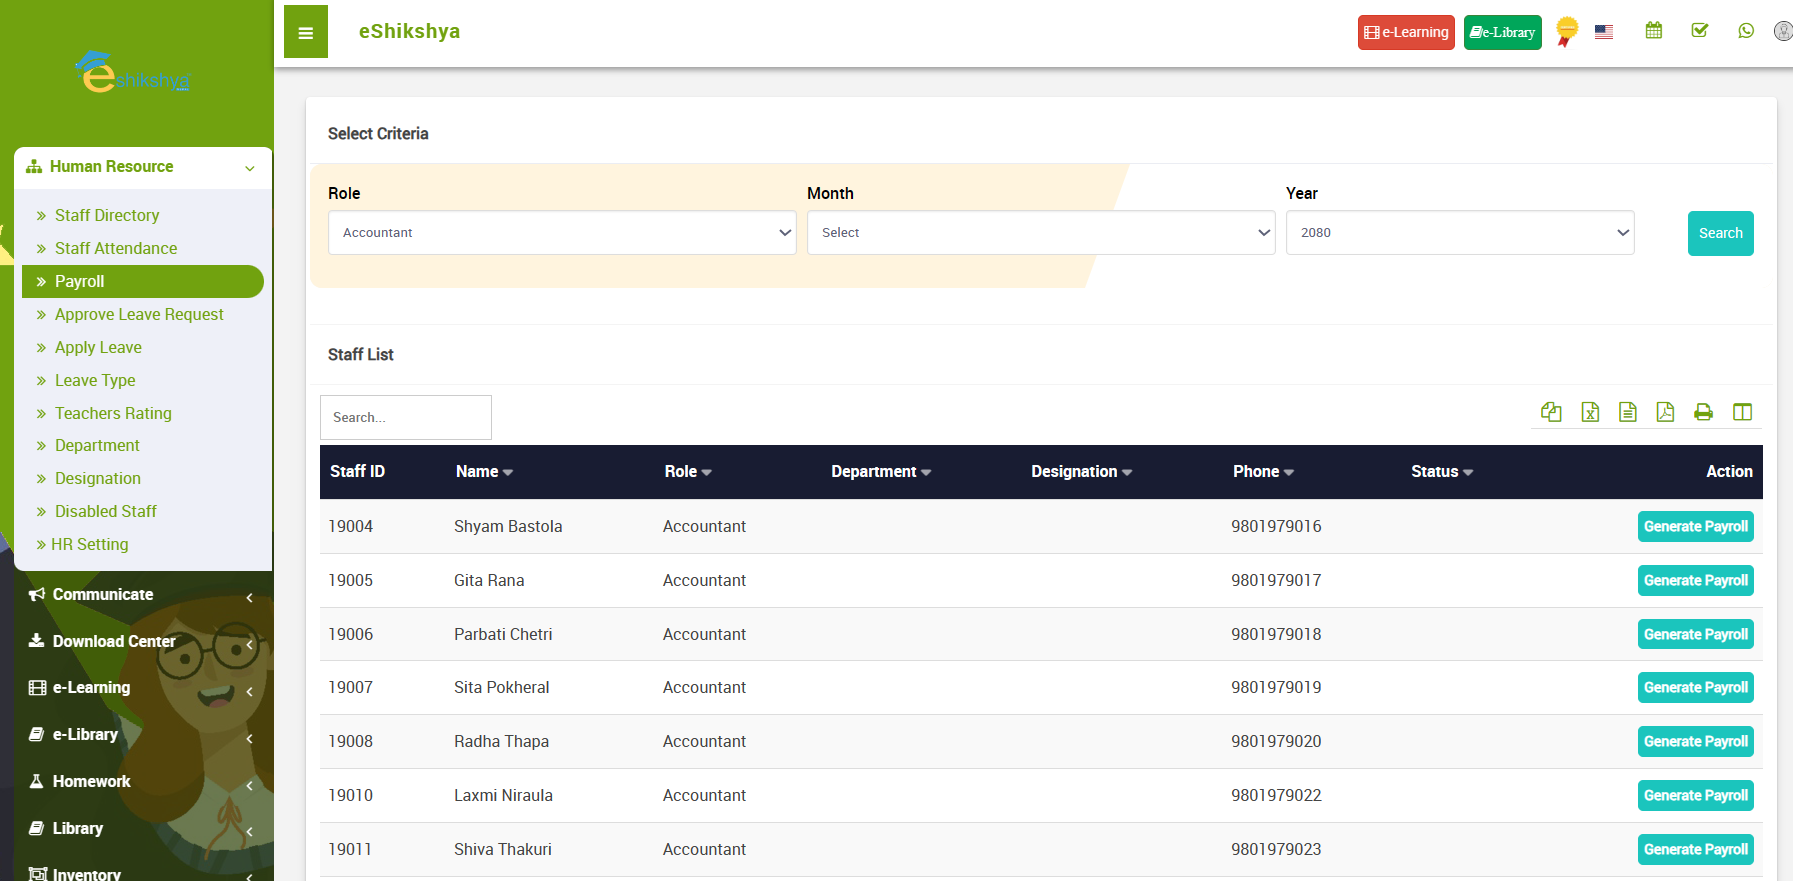 eshikshya
eShikshya
e-Learning
e-Library
Human Resource
Staff Directory
Staff Attendance
Payroll
Approve Leave Request
Apply Leave
Leave Type
Teachers Rating
Department
Designation
Disabled Staff
HR Setting
Communicate
Download Center
e-Learning
e-Library
Homework
Library
Inventory
Select Criteria
Role Month Year
Accountant Select 2080 Search
Staff List
Search...
Staff ID Name Role Department Designation Phone Status Action
19004 Shyam Bastola Accountant 9801979016 Generate Payroll
19005 Gita Rana Accountant 9801979017 Generate Payroll
19006 Parbati Chetri Accountant 9801979018 Generate Payroll
19007 Sita Pokheral Accountant 9801979019 Generate Payroll
19008 Radha Thapa Accountant 9801979020 Generate Payroll
19010 Laxmi Niraula Accountant 9801979022 Generate Payroll
19011 Shiva Thakuri Accountant 9801979023 Generate Payroll